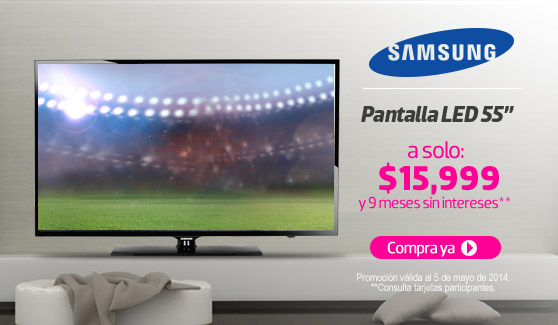 SAMSUNG
Pantalla LED 55”
a solo:
$15,999
y 9 meses sin intereses**
Compra ya
Promoción válida al 5 de mayo de 2014.
**Consulta tarjetas participantes.